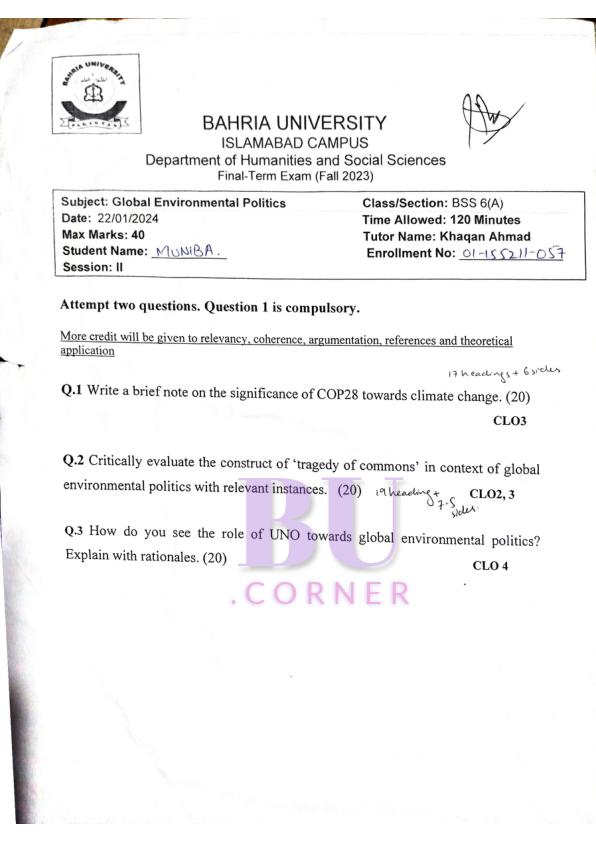 BAHRIA UNIVERSITY
PAKISTAN
BAHRIA UNIVERSITY
ISLAMABAD CAMPUS
Department of Humanities and Social Sciences
Final-Term Exam (Fall 2023)
Subject: Global Environmental Politics
Date: 22/01/2024
Max Marks: 40
Student Name: MUNIBA.
Session: II
Class/Section: BSS 6(A)
Time Allowed: 120 Minutes
Tutor Name: Khaqan Ahmad
Enrollment No: 01-155211-057
Attempt two questions. Question 1 is compulsory.
More credit will be given to relevancy, coherence, argumentation, references and theoretical
application
17 headings + 6 sides
Q.1 Write a brief note on the significance of COP28 towards climate change. (20)
CLO3
Q.2 Critically evaluate the construct of ‘tragedy of commons’ in context of global
environmental politics with relevant instances. (20) 19 heading + CLO2, 3
7.5
sides.
Q.3 How do you see the role of UNO towards global environmental politics?
Explain with rationales. (20) CLO 4
BU
.CORNER